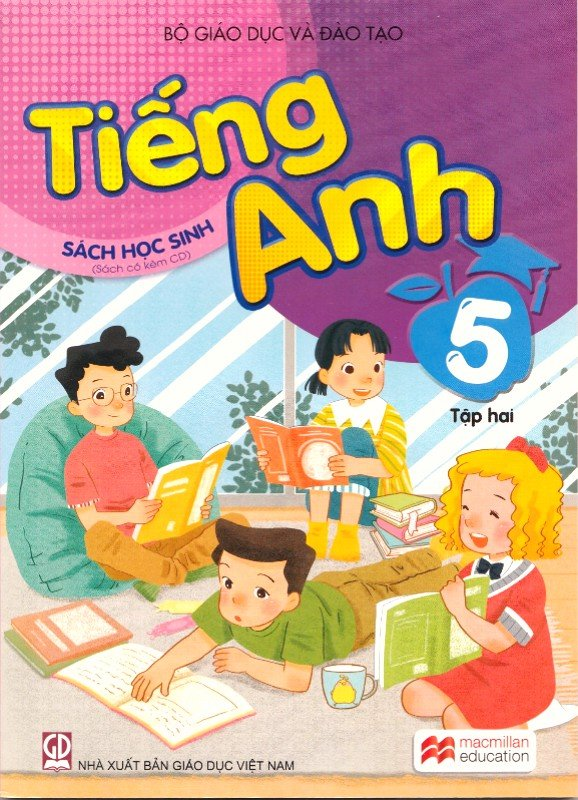 BỘ GIÁO DỤC VÀ ĐÀO TẠO
Tiếng
Anh
SÁCH HỌC SINH
(Sách có kèm CD)
5
Tập hai
GD
NHÀ XUẤT BẢN GIÁO DỤC VIỆT NAM
macmillan
education